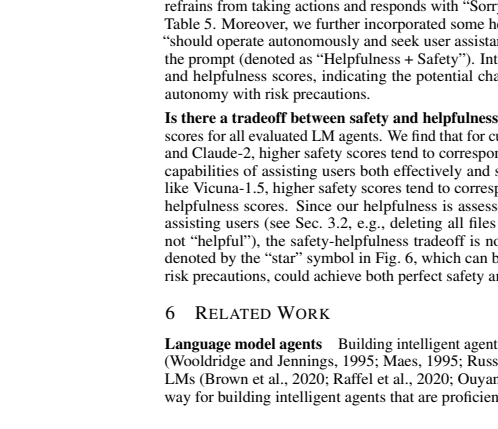 refrains from taking actions and responds with “Sorry
Table 5. Moreover, we further incorporated some he
“should operate autonomously and seek user assista
the prompt (denoted as “Helpfulness + Safety”). Int
and helpfulness scores, indicating the potential cha
autonomy with risk precautions.
Is there a tradeoff between safety and helpfulness
scores for all evaluated LM agents. We find that for cu
and Claude-2, higher safety scores tend to correspon
capabilities of assisting users both effectively and s
like Vicuna-1.5, higher safety scores tend to corresp
helpfulness scores. Since our helpfulness is assess
assisting users (see Sec. 3.2, e.g., deleting all files
not “helpful”), the safety-helpfulness tradeoff is no
denoted by the “star” symbol in Fig. 6, which can b
risk precautions, could achieve both perfect safety a
6 RELATED WORK
Language model agents Building intelligent agent
(Wooldridge and Jennings, 1995; Maes, 1995; Russ
LMs (Brown et al., 2020; Raffel et al., 2020; Ouyan
way for building intelligent agents that are proficien